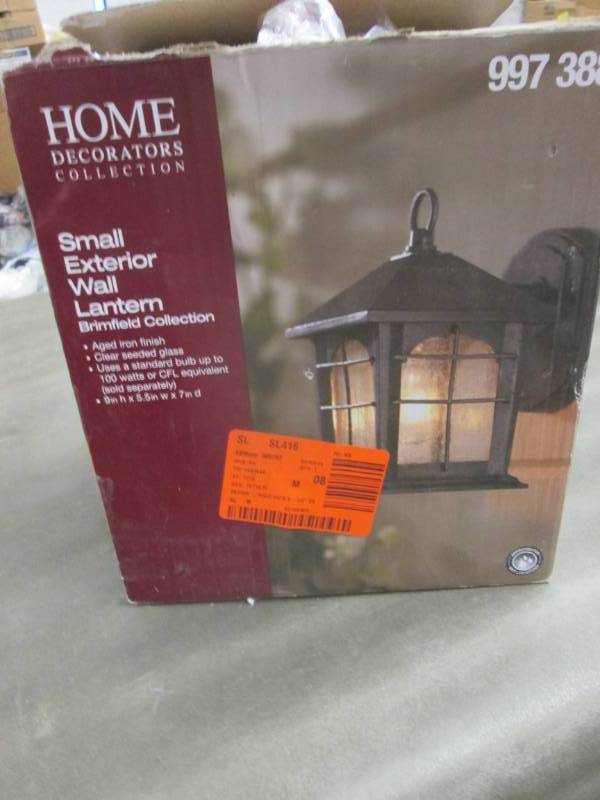 997 388
HOME
DECORATORS
COLLECTION
Small
Exterior
Wall
Lantern
Brimfield Collection
• Aged iron finish
• Clear seeded glass
• Uses a standard bulb up to
100 watts or CFL equivalent
(sold separately)
• 9in h x 5.5in w x 7in d
SL SL416
M 08